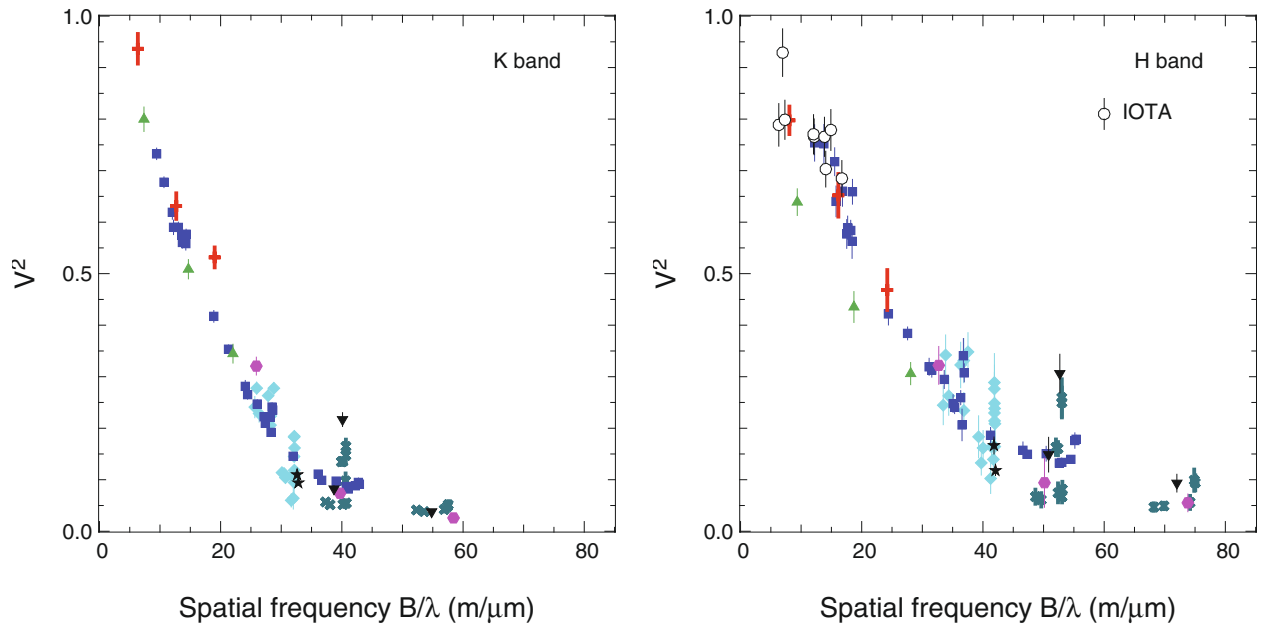 1.0
K band
0.5
V²
0.0
0 20 40 60 80
Spatial frequency B/λ (m/μm)
1.0
H band
IOTA
0.5
V²
0.0
0 20 40 60 80
Spatial frequency B/λ (m/μm)